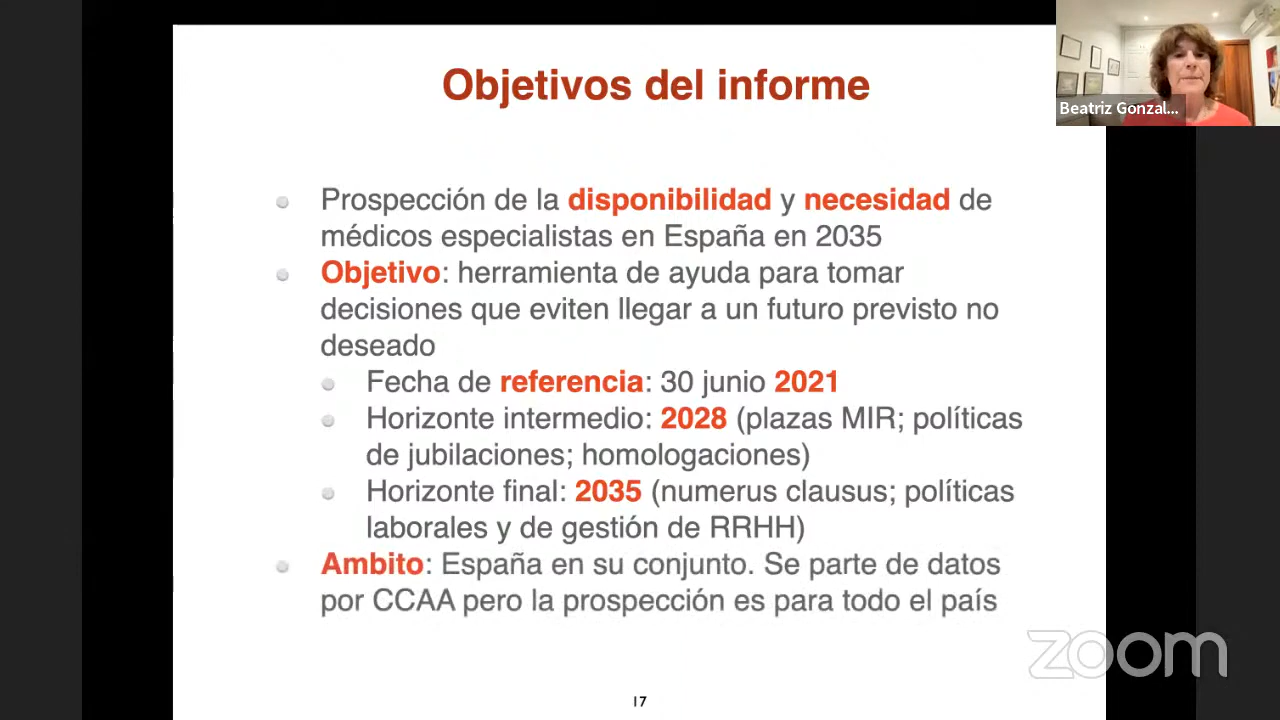 Objetivos del informe
Beatriz Gonzal...
Prospección de la disponibilidad y necesidad de
médicos especialistas en España en 2035
Objetivo: herramienta de ayuda para tomar
decisiones que eviten llegar a un futuro previsto no
deseado
Fecha de referencia: 30 junio 2021
Horizonte intermedio: 2028 (plazas MIR; políticas
de jubilaciones; homologaciones)
Horizonte final: 2035 (numerus clausus; políticas
laborales y de gestión de RRHH)
Ambito: España en su conjunto. Se parte de datos
por CCAA pero la prospección es para todo el país
zoom
17